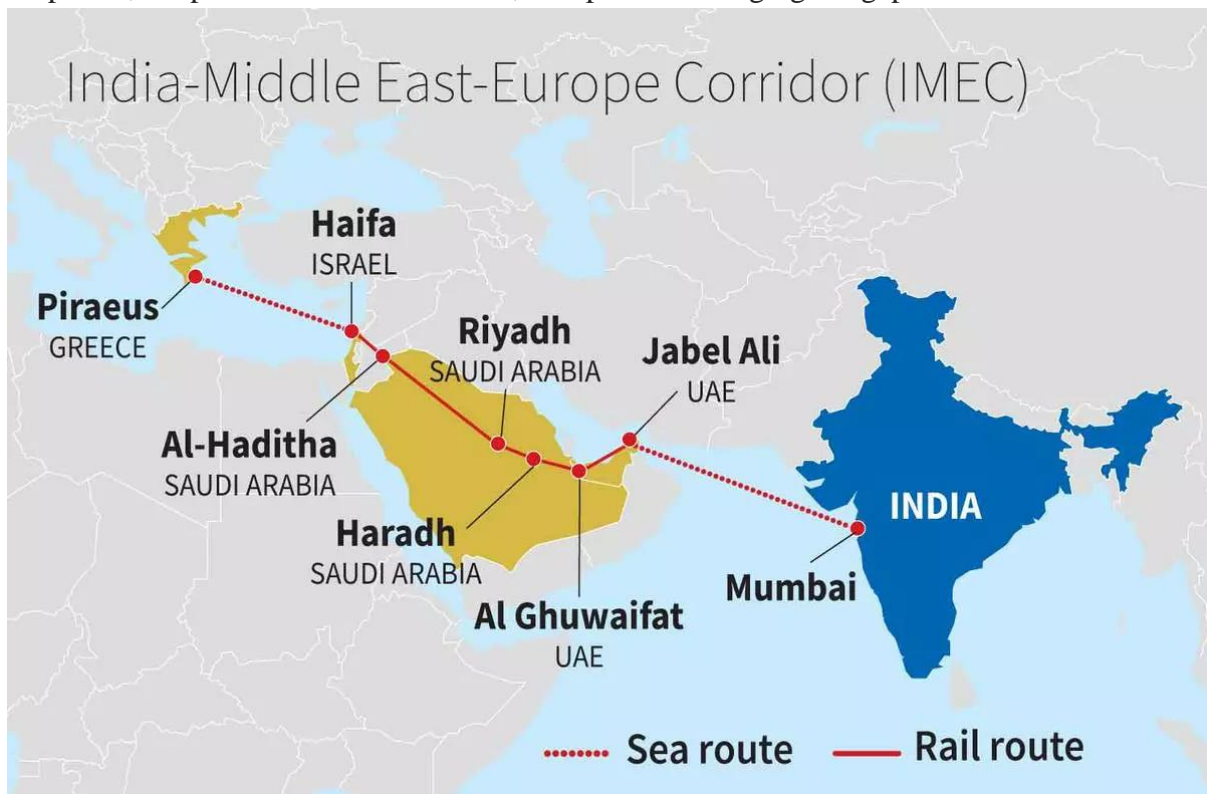 India-Middle East-Europe Corridor (IMEC)
Haifa
ISRAEL
Piraeus
GREECE
Riyadh
SAUDI ARABIA
Jabel Ali
UAE
Al-Haditha
SAUDI ARABIA
INDIA
Haradh
SAUDI ARABIA
Mumbai
Al Ghuwaifat
UAE
Sea route
Rail route